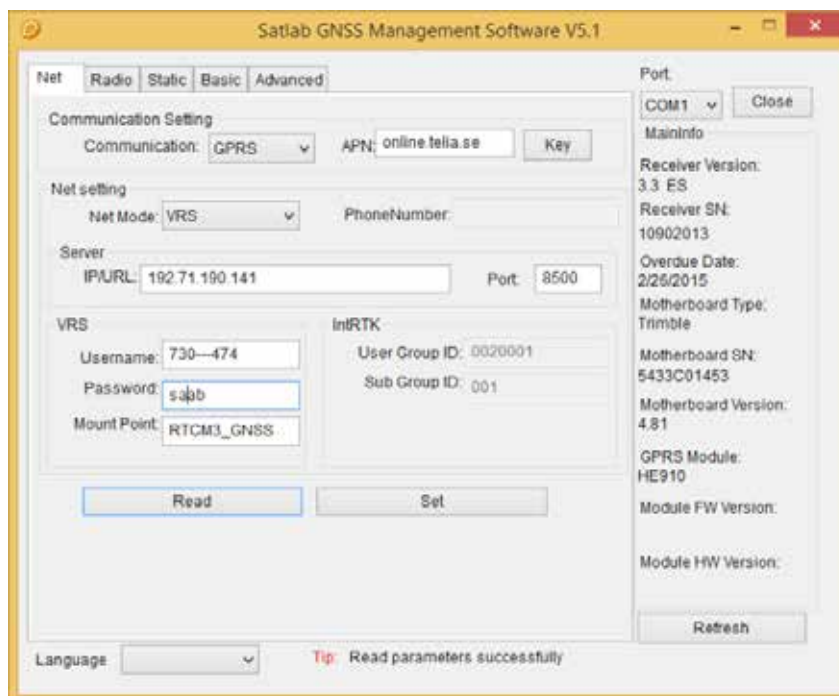 Satlab GNSS Management Software V5.1
Net Radio Static Basic Advanced
Communication Setting
Communication: GPRS APN: online.telia.se Key
Net setting
Net Mode: VRS PhoneNumber:
Server
IP/URL: 192.71.190.141 Port: 8500
VRS
Username: 730---474
Password: saab
Mount Point: RTCM3_GNSS
IntRTK
User Group ID: 0020001
Sub Group ID: 001
Read Set
Language Tip: Read parameters successfully
Port:
COM1 Close
MainInfo
Receiver Version:
3.3 ES
Receiver SN:
10902013
Overdue Date:
2/26/2015
Motherboard Type:
Trimble
Motherboard SN:
5433C01453
Motherboard Version:
4.81
GPRS Module:
HE910
Module FW Version:
Module HW Version:
Refresh